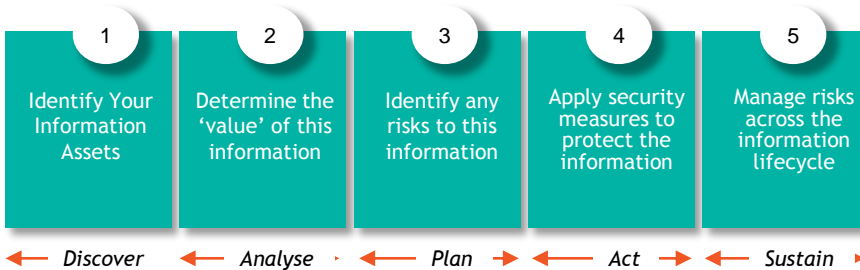 1
Identify Your
Information
Assets
2
Determine the
‘value’ of this
information
3
Identify any
risks to this
information
4
Apply security
measures to
protect the
information
5
Manage risks
across the
information
lifecycle
Discover
Analyse
Plan
Act
Sustain